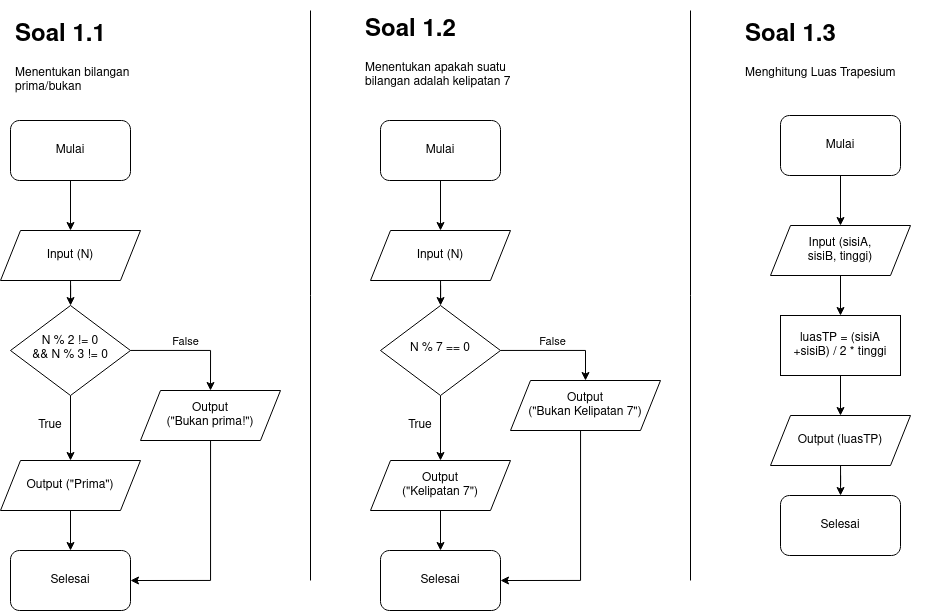 Soal 1.1
Menentukan bilangan
prima/bukan
Mulai
Input (N)
N % 2 != 0
&& N % 3 != 0
False
Output
("Bukan prima!")
True
Output ("Prima")
Selesai
Soal 1.2
Menentukan apakah suatu
bilangan adalah kelipatan 7
Mulai
Input (N)
N % 7 == 0
False
Output
("Bukan Kelipatan 7")
True
Output
("Kelipatan 7")
Selesai
Soal 1.3
Menghitung Luas Trapesium
Mulai
Input (sisiA,
sisiB, tinggi)
luasTP = (sisiA
+sisiB) / 2 * tinggi
Output (luasTP)
Selesai